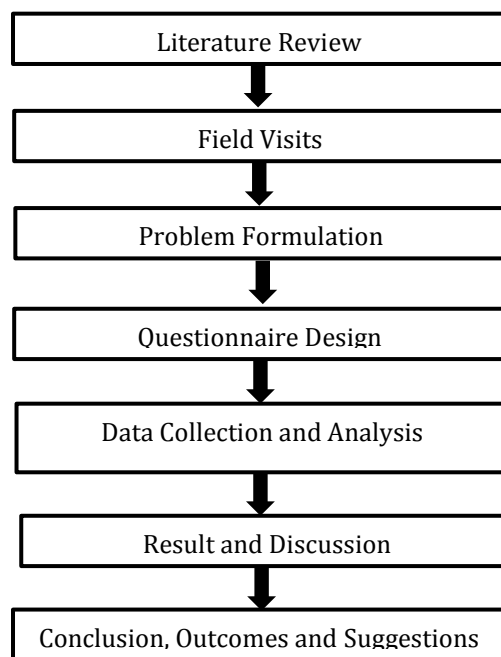 Literature Review
Field Visits
Problem Formulation
Questionnaire Design
Data Collection and Analysis
Result and Discussion
Conclusion, Outcomes and Suggestions